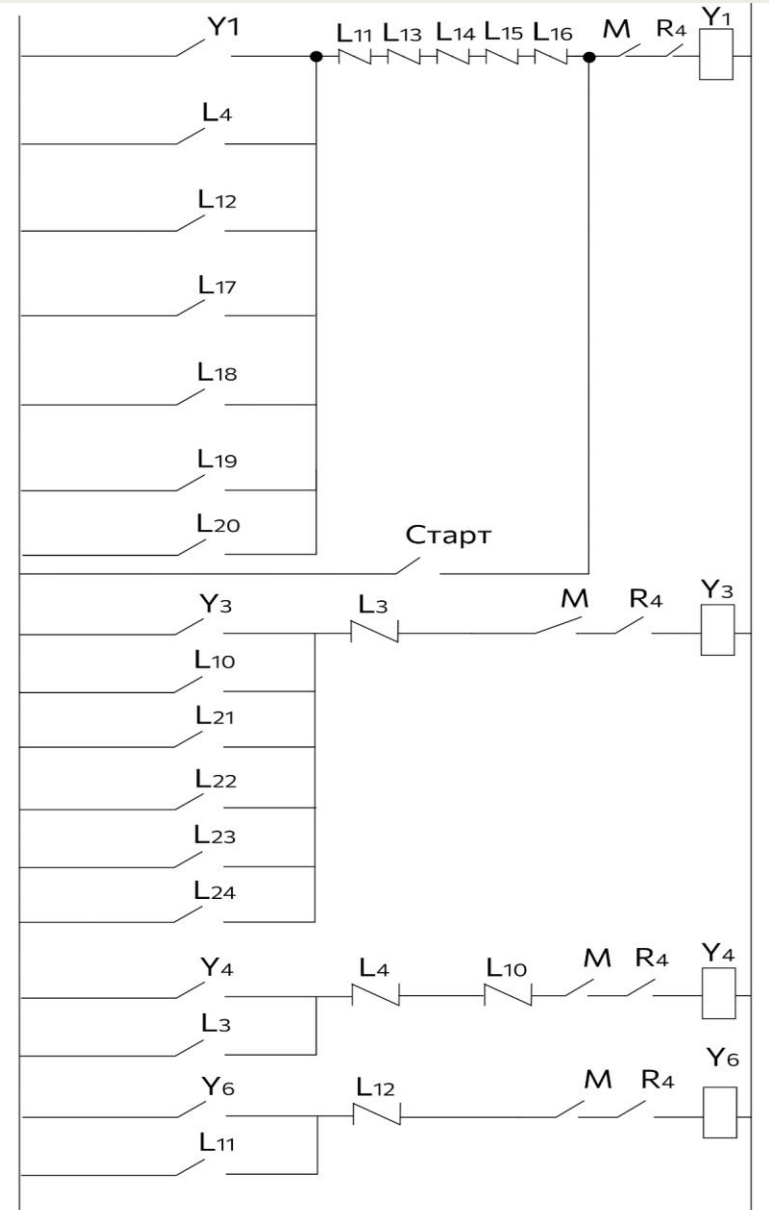 Y1 L11 L13 L14 L15 L16 M R4 Y1
L4
L12
L17
L18
L19
L20
Старт
Y3 L3 M R4 Y3
L10
L21
L22
L23
L24
Y4 L4 L10 M R4 Y4
L3
Y6 L12 M R4 Y6
L11